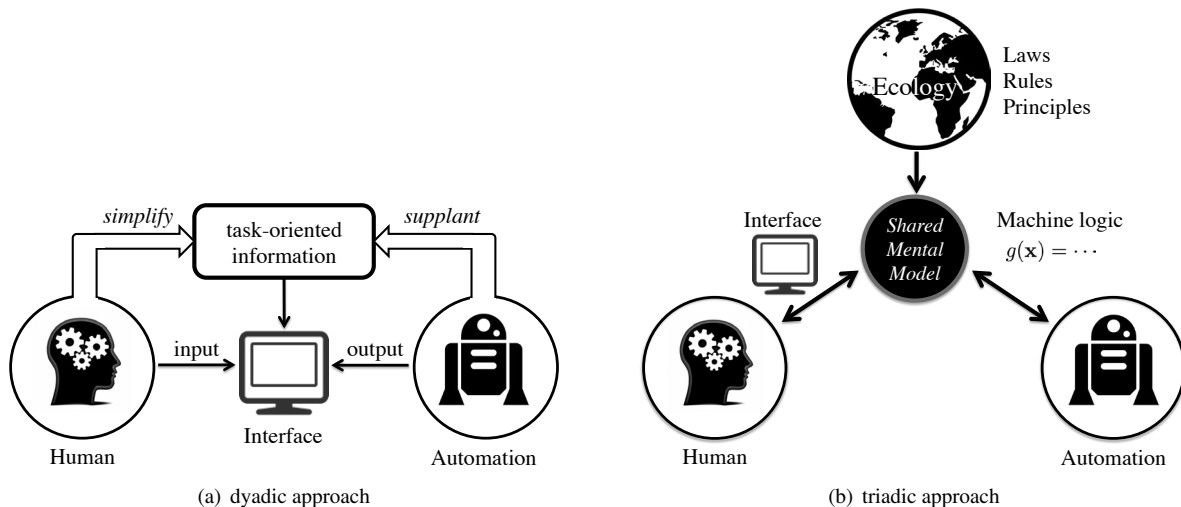 simplify
task-oriented
information
supplant
input
output
Interface
Human
Automation
(a) dyadic approach
Ecology
Laws
Rules
Principles
Interface
Shared
Mental
Model
Machine logic
g(𝐱) = ⋯
Human
Automation
(b) triadic approach